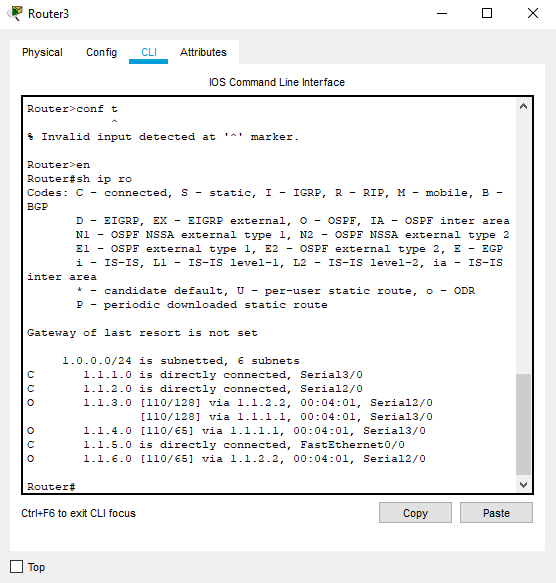 Router3
Physical Config CLI Attributes
IOS Command Line Interface
Router>conf t
^
% Invalid input detected at '^' marker.
Router>en
Router#sh ip ro
Codes: C - connected, S - static, I - IGRP, R - RIP, M - mobile, B -
BGP
D - EIGRP, EX - EIGRP external, O - OSPF, IA - OSPF inter area
N1 - OSPF NSSA external type 1, N2 - OSPF NSSA external type 2
E1 - OSPF external type 1, E2 - OSPF external type 2, E - EGP
i - IS-IS, L1 - IS-IS level-1, L2 - IS-IS level-2, ia - IS-IS
inter area
* - candidate default, U - per-user static route, o - ODR
P - periodic downloaded static route
Gateway of last resort is not set
1.0.0.0/24 is subnetted, 6 subnets
C 1.1.1.0 is directly connected, Serial3/0
C 1.1.2.0 is directly connected, Serial2/0
O 1.1.3.0 [110/128] via 1.1.2.2, 00:04:01, Serial2/0
[110/128] via 1.1.1.1, 00:04:01, Serial3/0
O 1.1.4.0 [110/65] via 1.1.1.1, 00:04:01, Serial3/0
C 1.1.5.0 is directly connected, FastEthernet0/0
O 1.1.6.0 [110/65] via 1.1.2.2, 00:04:01, Serial2/0
Router#
Ctrl+F6 to exit CLI focus Copy Paste
Top